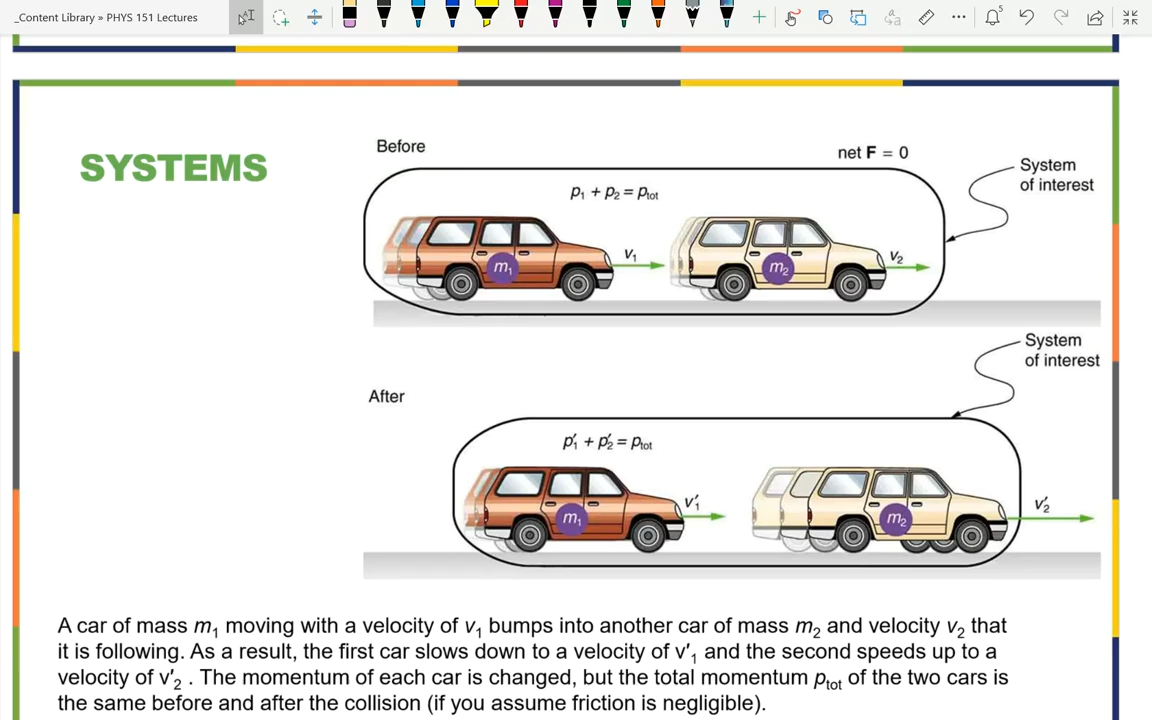 _Content Library » PHYS 151 Lectures
5
SYSTEMS
Before
net F = 0
System
of interest
p₁ + p₂ = pₜₒₜ
v₁
v₂
m₁
m₂
System
of interest
After
p′₁ + p′₂ = pₜₒₜ
v′₁
v′₂
m₁
m₂
A car of mass m₁ moving with a velocity of v₁ bumps into another car of mass m₂ and velocity v₂ that
it is following. As a result, the first car slows down to a velocity of v′₁ and the second speeds up to a
velocity of v′₂ . The momentum of each car is changed, but the total momentum pₜₒₜ of the two cars is
the same before and after the collision (if you assume friction is negligible).